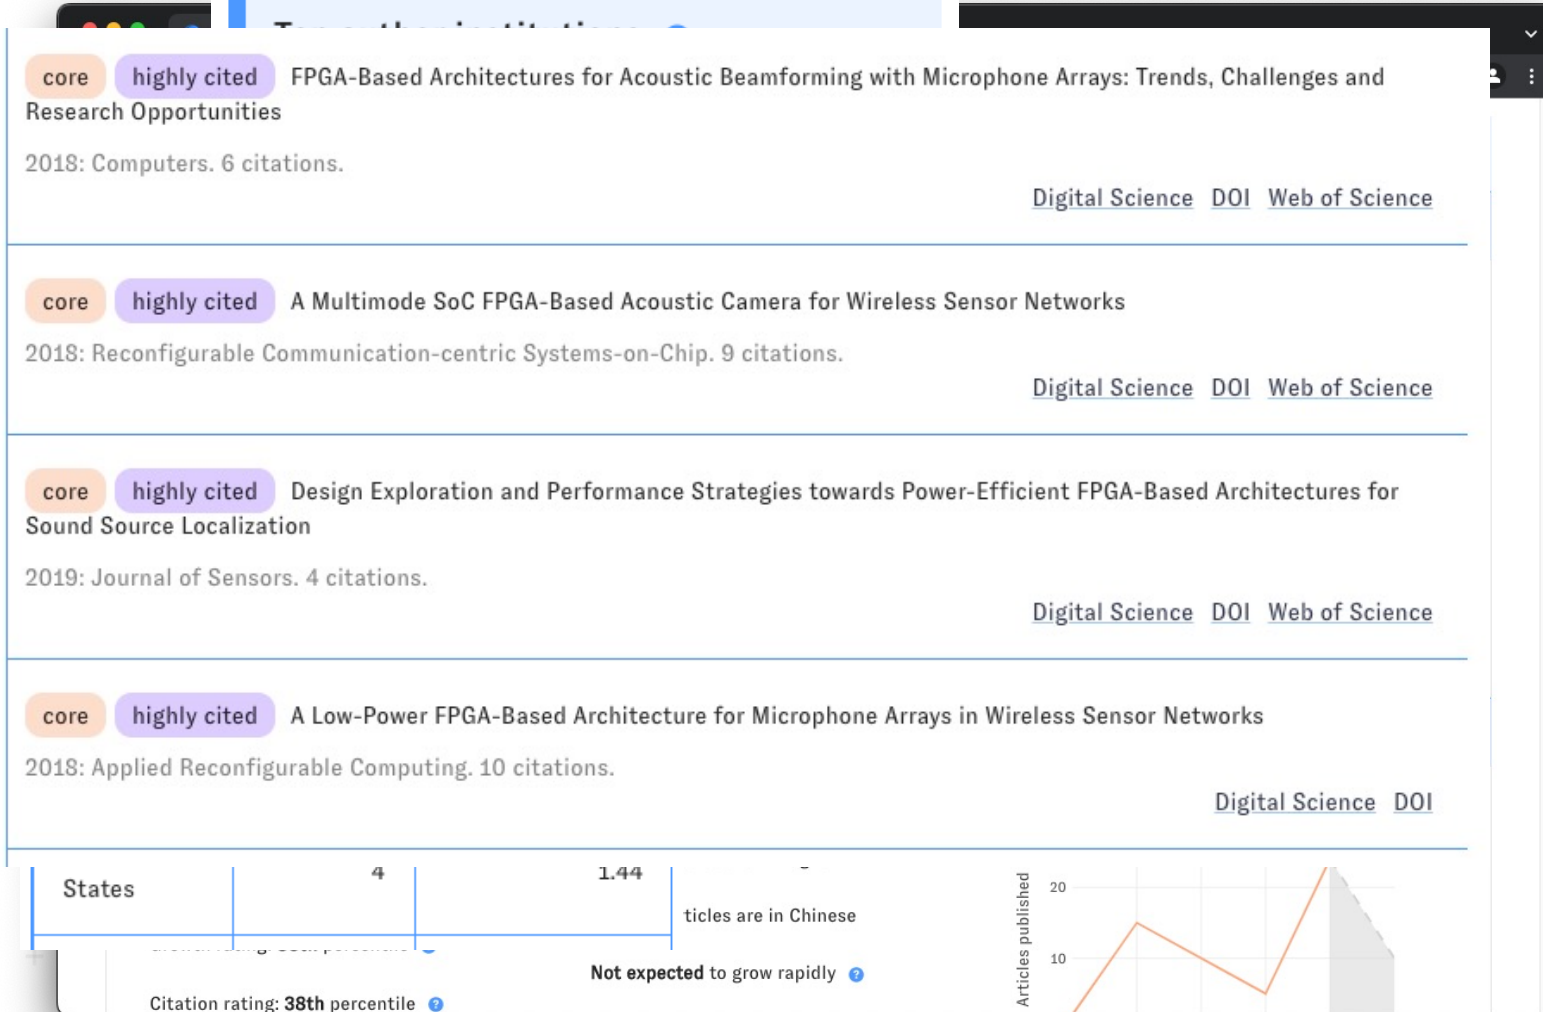 core highly cited FPGA-Based Architectures for Acoustic Beamforming with Microphone Arrays: Trends, Challenges and
Research Opportunities
2018: Computers. 6 citations.
Digital Science DOI Web of Science
core highly cited A Multimode SoC FPGA-Based Acoustic Camera for Wireless Sensor Networks
2018: Reconfigurable Communication-centric Systems-on-Chip. 9 citations.
Digital Science DOI Web of Science
core highly cited Design Exploration and Performance Strategies towards Power-Efficient FPGA-Based Architectures for
Sound Source Localization
2019: Journal of Sensors. 4 citations.
Digital Science DOI Web of Science
core highly cited A Low-Power FPGA-Based Architecture for Microphone Arrays in Wireless Sensor Networks
2018: Applied Reconfigurable Computing. 10 citations.
Digital Science DOI
States 4 1.44
ticles are in Chinese
Not expected to grow rapidly ?
Citation rating: 38th percentile ?
Articles published
20
10